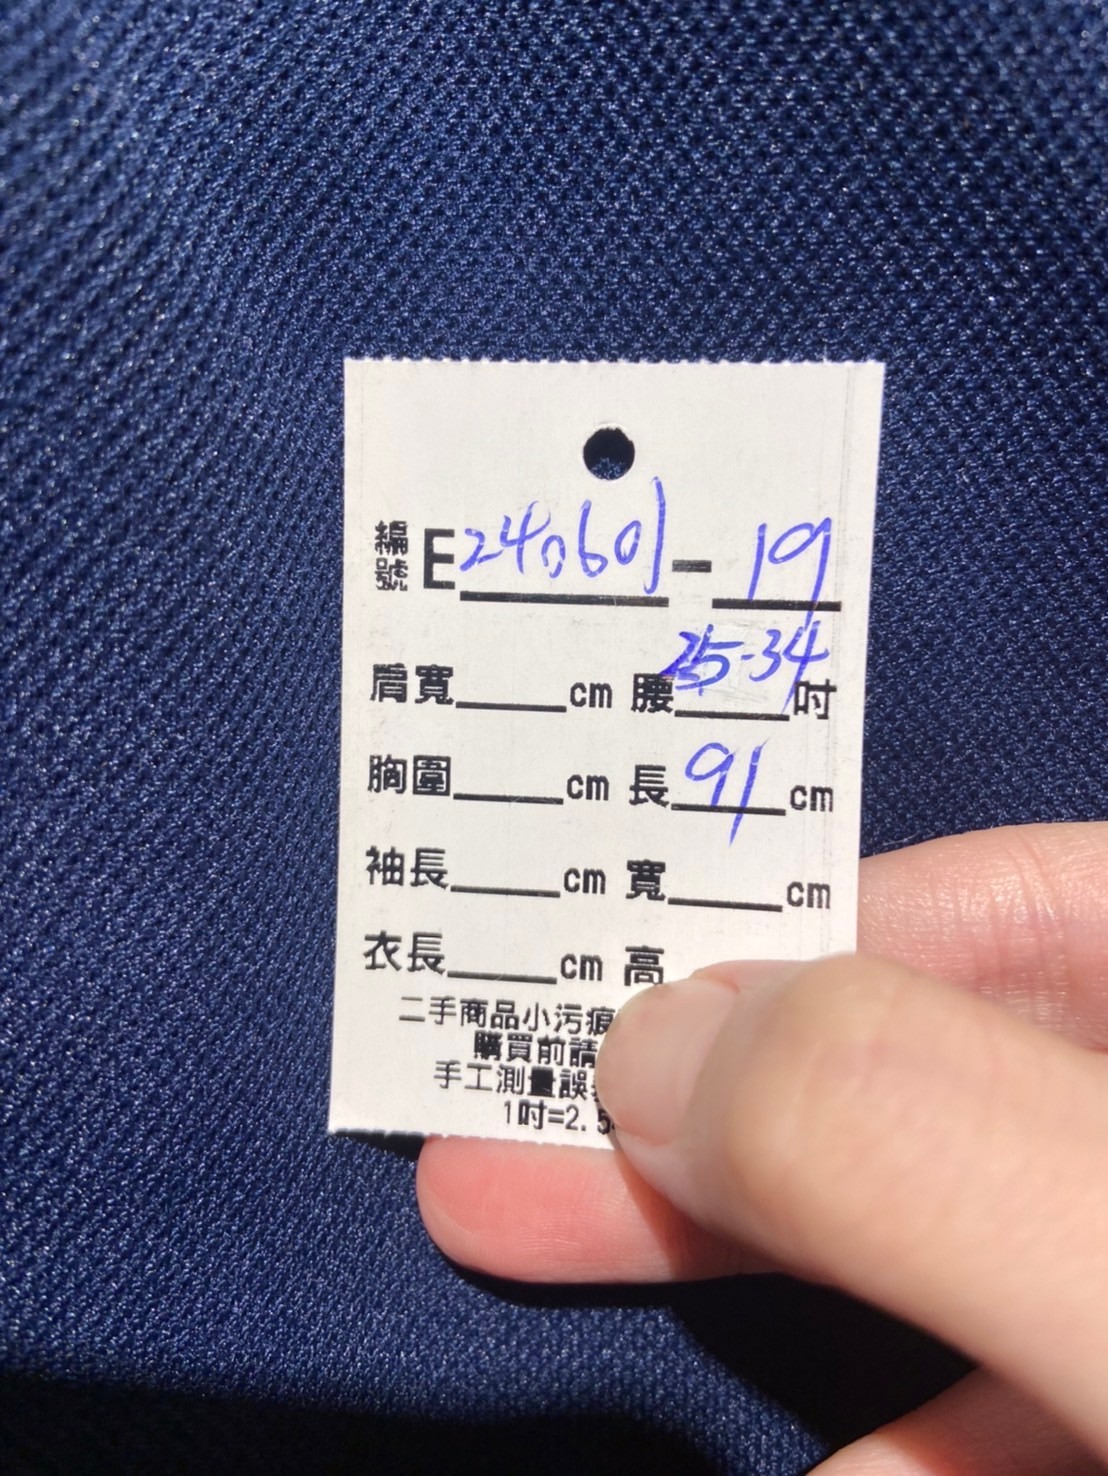 編號 E 240601 - 19
肩寬 cm 腰 25-34 吋
胸圍 cm 長 91 cm
袖長 cm 寬 cm
衣長 cm 高
二手商品小污痕
購買前請
手工測量誤
1吋=2.5